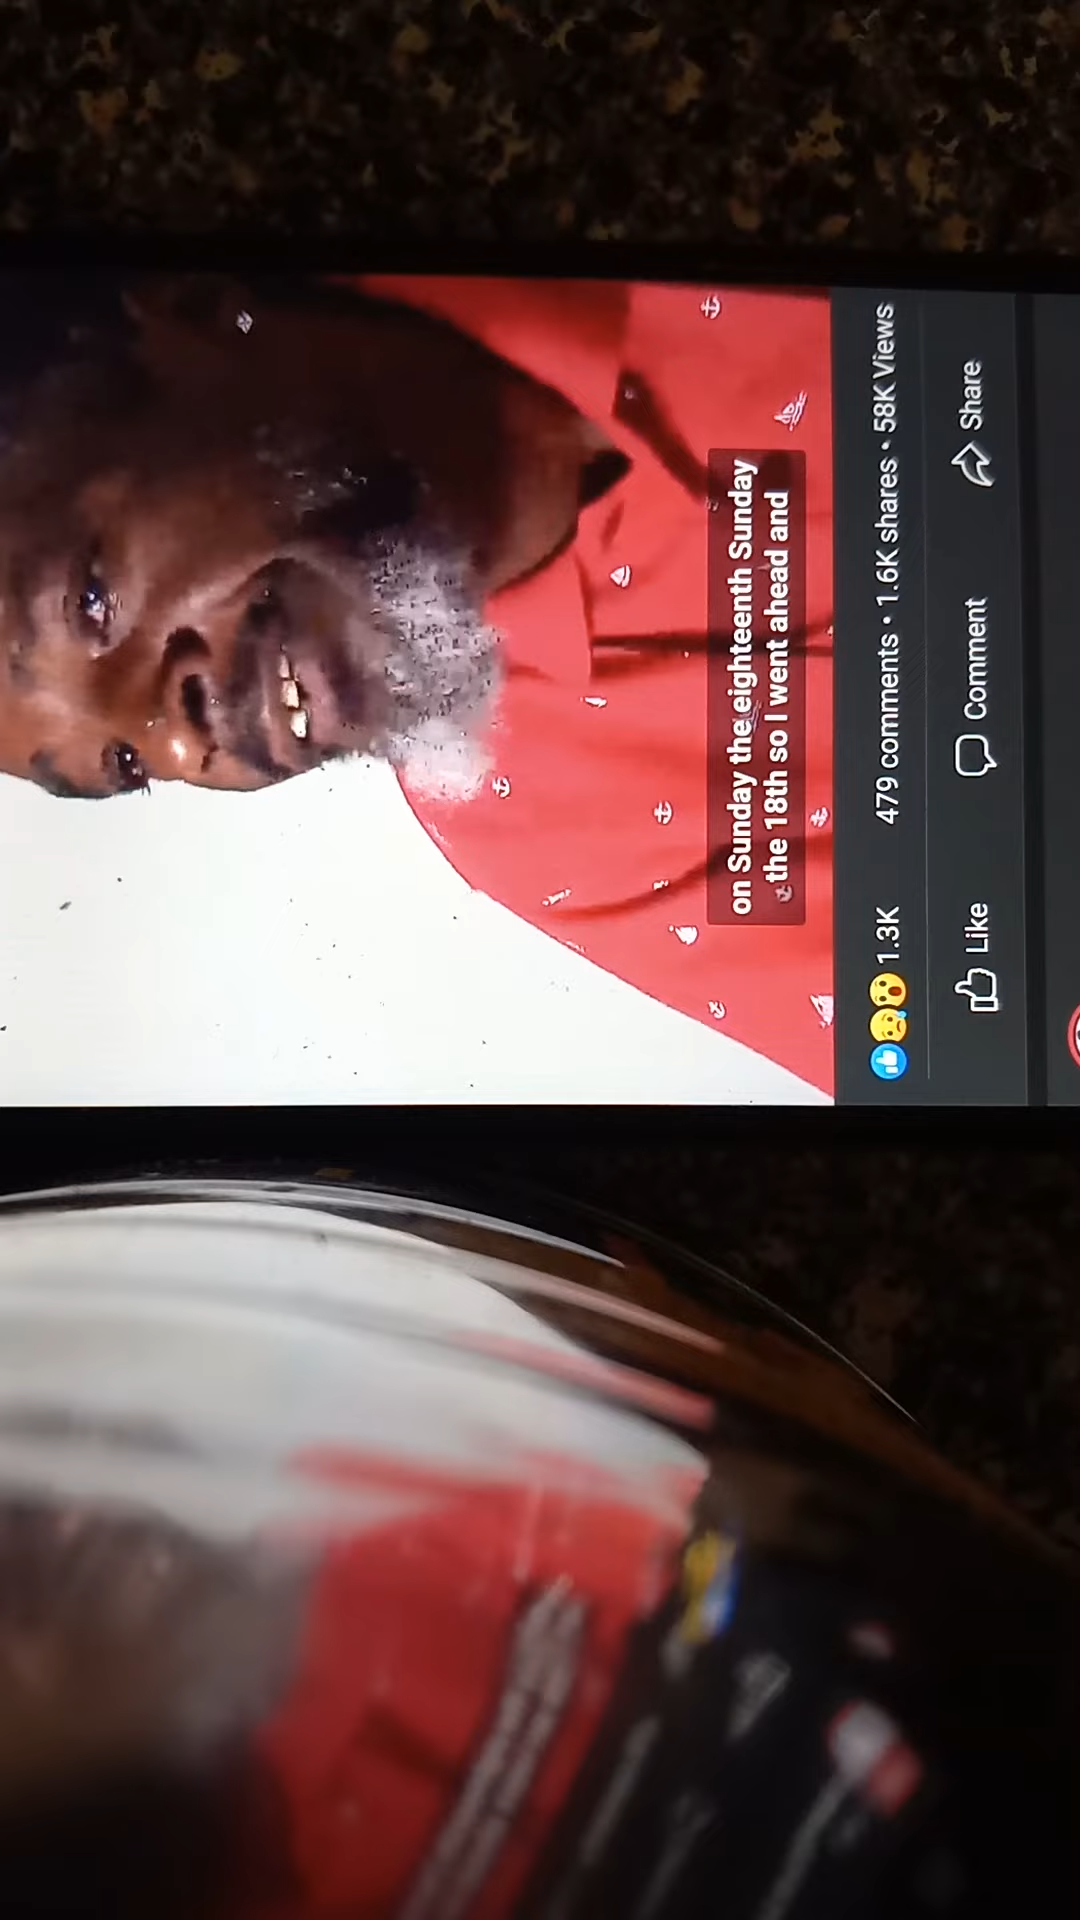 on Sunday the eighteenth Sunday
the 18th so I went ahead and
1.3K
479 comments • 1.6K shares • 58K Views
Like
Comment
Share